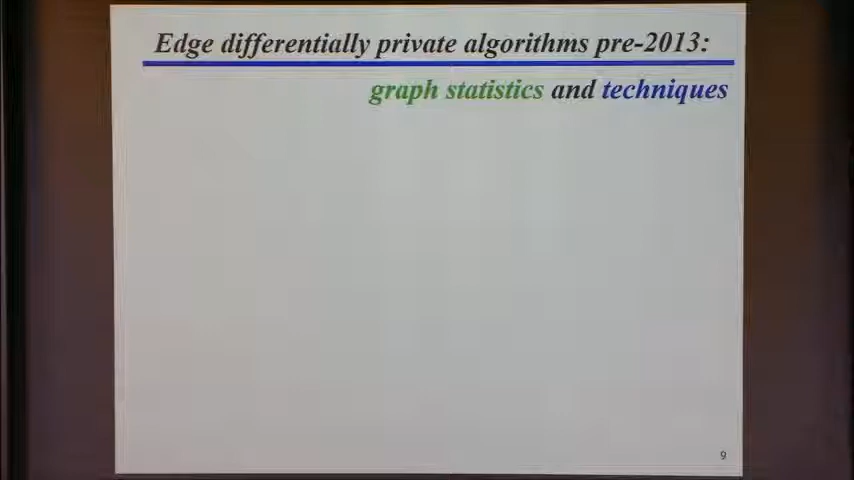 Edge differentially private algorithms pre-2013:
graph statistics and techniques
9